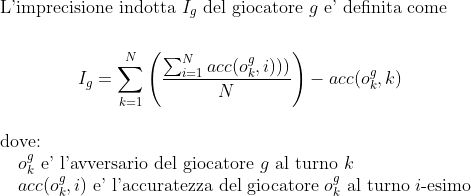 L'imprecisione indotta $I_g$ del giocatore $g$ e' definita come
$$I_g = \sum_{k=1}^{N} \left( \frac{\sum_{i=1}^{N} acc(o_k^g, i)))}{N} \right) - acc(o_k^g, k)$$
dove:
$o_k^g$ e' l'avversario del giocatore $g$ al turno $k$
$acc(o_k^g, i)$ e' l'accuratezza del giocatore $o_k^g$ al turno $i$-esimo